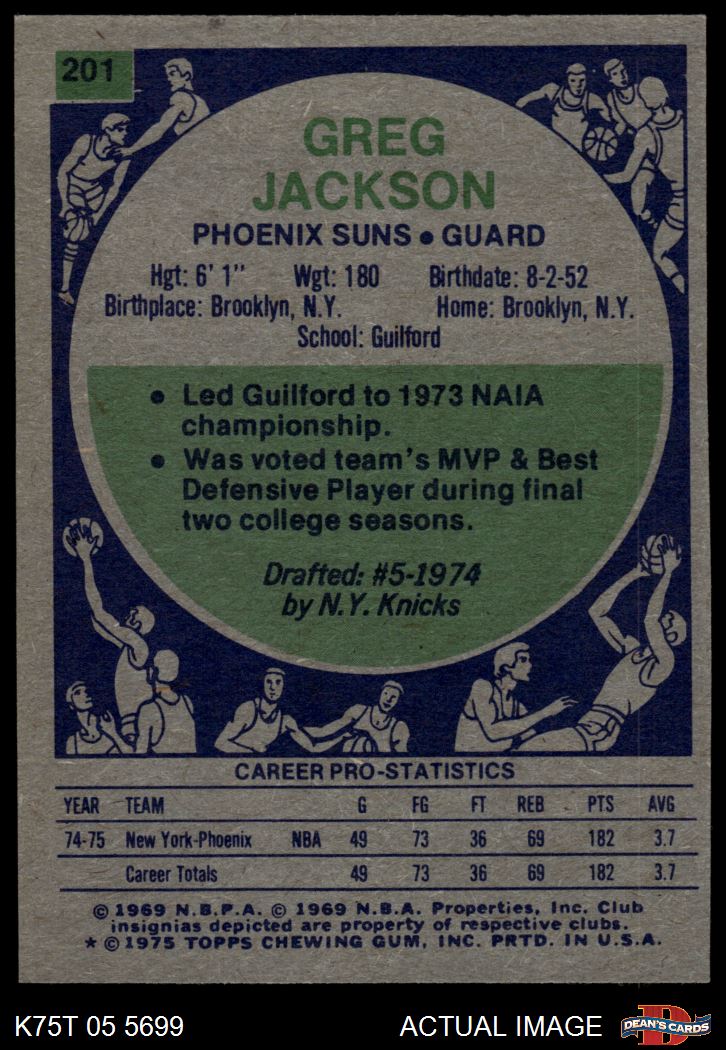 201
GREG
JACKSON
PHOENIX SUNS ● GUARD
Hgt: 6' 1" Wgt: 180 Birthdate: 8-2-52
Birthplace: Brooklyn, N.Y. Home: Brooklyn, N.Y.
School: Guilford
● Led Guilford to 1973 NAIA
championship.
● Was voted team's MVP & Best
Defensive Player during final
two college seasons.
Drafted: #5-1974
by N.Y. Knicks
CAREER PRO-STATISTICS
YEAR TEAM G FG FT REB PTS AVG
74-75 New York-Phoenix NBA 49 73 36 69 182 3.7
Career Totals 49 73 36 69 182 3.7
© 1969 N.B.P.A. © 1969 N.B.A. Properties, Inc. Club
insignias depicted are property of respective clubs.
★ © 1975 TOPPS CHEWING GUM, INC. PRTD. IN U.S.A.
K75T 05 5699 ACTUAL IMAGE D DEAN'S CARDS